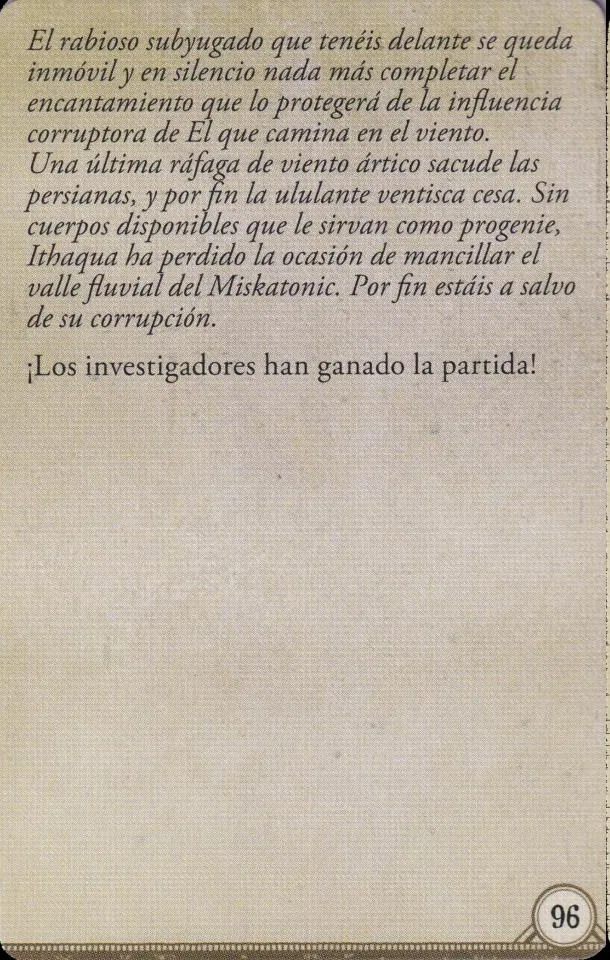 El rabioso subyugado que tenéis delante se queda
inmóvil y en silencio nada más completar el
encantamiento que lo protegerá de la influencia
corruptora de El que camina en el viento.
Una última ráfaga de viento ártico sacude las
persianas, y por fin la ululante ventisca cesa. Sin
cuerpos disponibles que le sirvan como progenie,
Ithaqua ha perdido la ocasión de mancillar el
valle fluvial del Miskatonic. Por fin estáis a salvo
de su corrupción.
¡Los investigadores han ganado la partida!
96